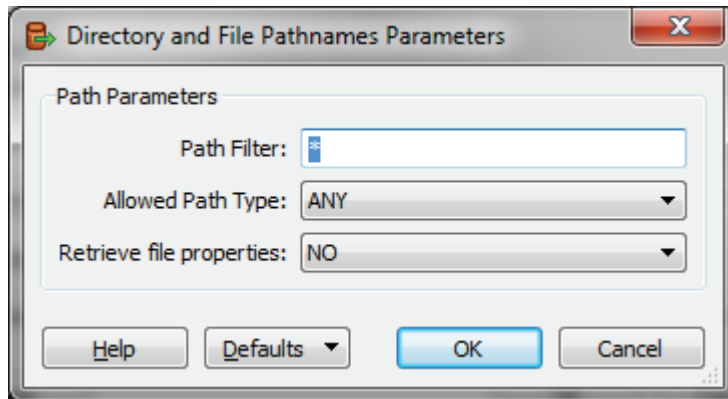 Directory and File Pathnames Parameters
Path Parameters
Path Filter: *
Allowed Path Type: ANY
Retrieve file properties: NO
Help Defaults OK Cancel